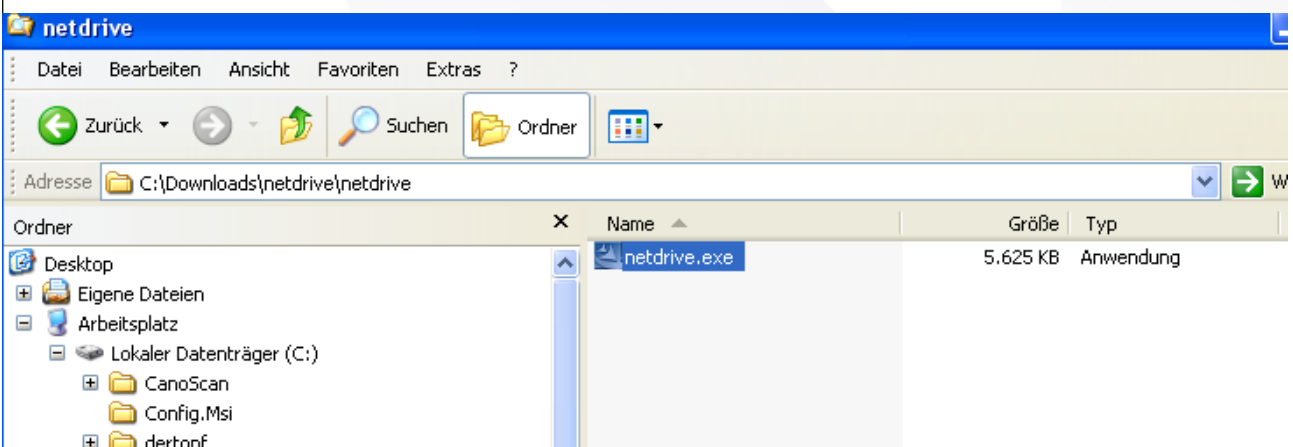 netdrive
Datei Bearbeiten Ansicht Favoriten Extras ?
Zurück Suchen Ordner
Adresse C:\Downloads\netdrive\netdrive
Ordner
Name Größe Typ
Desktop
netdrive.exe 5.625 KB Anwendung
Eigene Dateien
Arbeitsplatz
Lokaler Datenträger (C:)
CanoScan
Config.Msi
dertopf